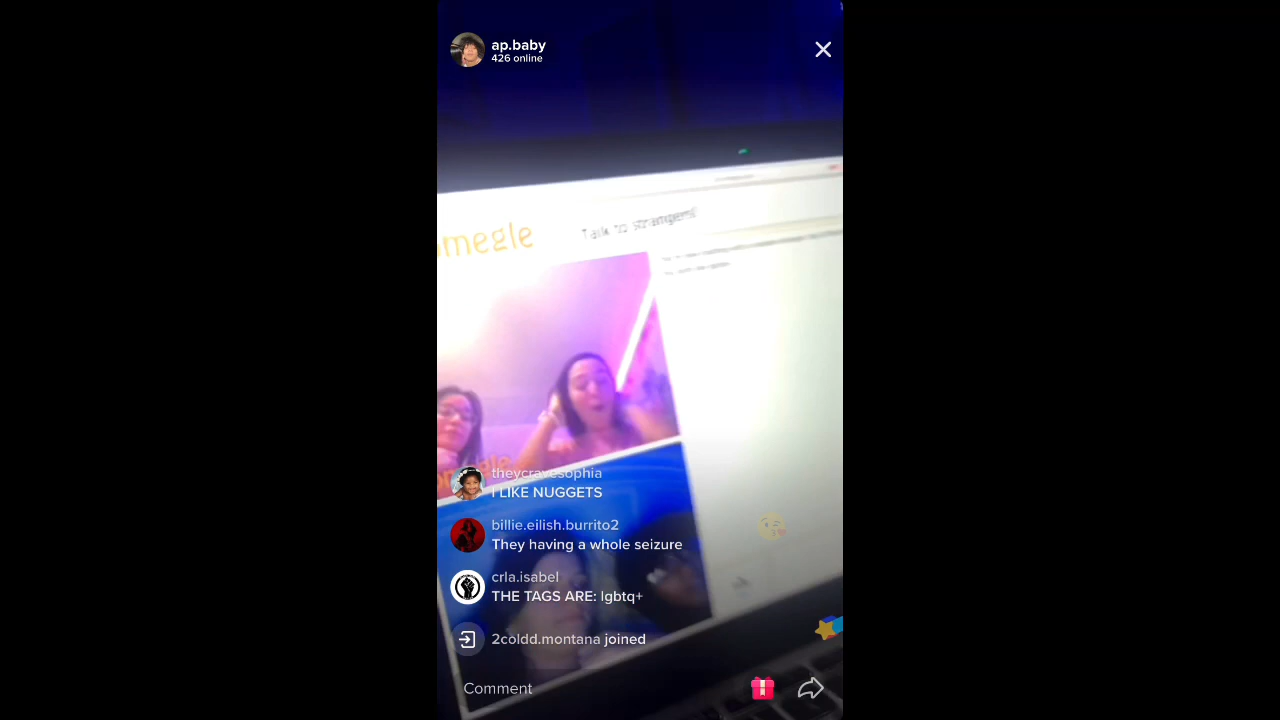 ap.baby
426 online
omegle
Talk to strangers!
theycravesophia
I LIKE NUGGETS
billie.eilish.burrito2
They having a whole seizure
crla.isabel
THE TAGS ARE: lgbtq+
2coldd.montana joined
Comment